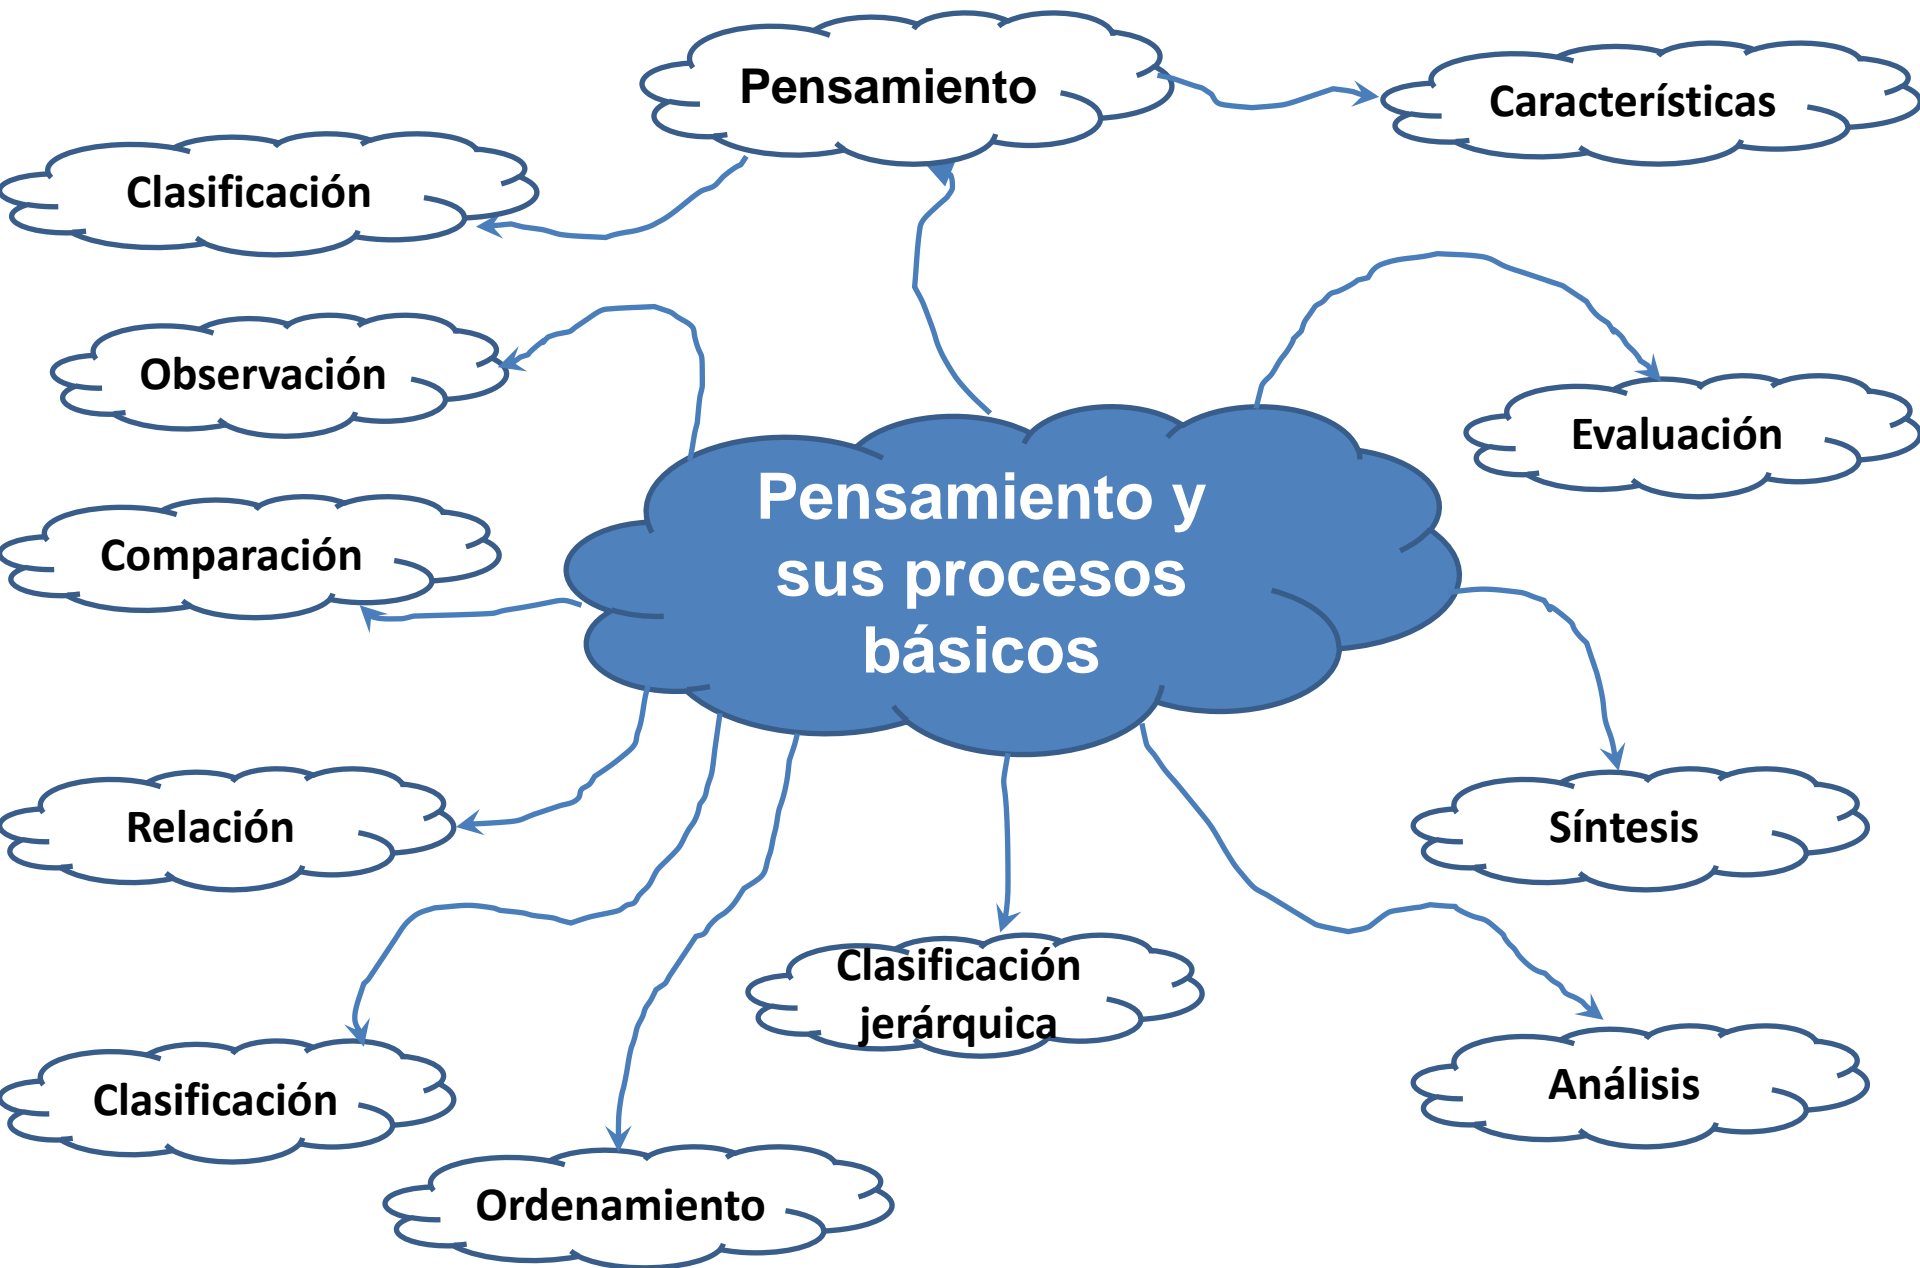 Pensamiento
Características
Clasificación
Observación
Evaluación
Comparación
Pensamiento y
sus procesos
básicos
Relación
Síntesis
Clasificación
jerárquica
Clasificación
Análisis
Ordenamiento